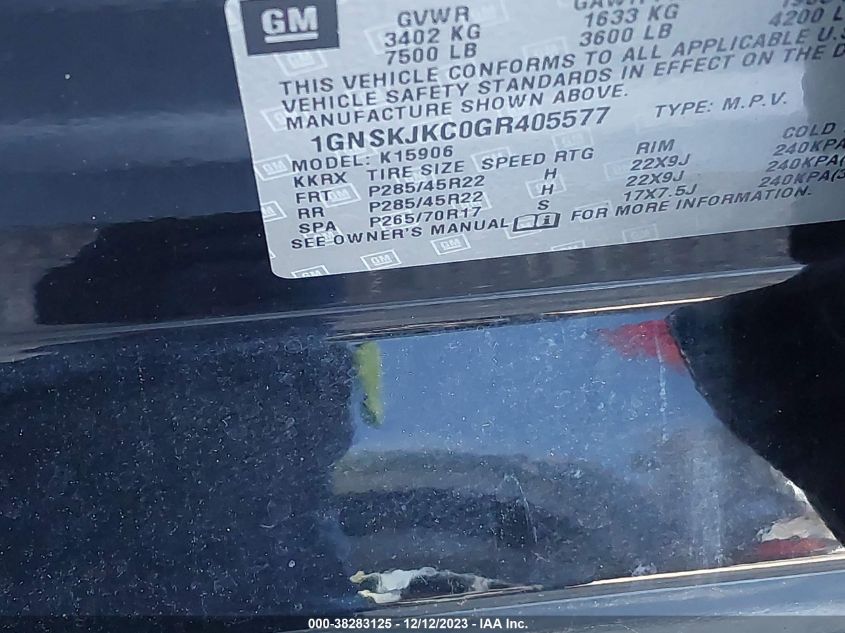 GM
GVWR
3402 KG
1633 KG
7500 LB
3600 LB
4200 L
THIS VEHICLE CONFORMS TO ALL APPLICABLE U.S
VEHICLE SAFETY STANDARDS IN EFFECT ON THE D
MANUFACTURE SHOWN ABOVE.
1GNSKJKC0GR405577 TYPE: M.P.V.
MODEL: K15906
KKRX TIRE SIZE SPEED RTG RIM COLD
FRT P285/45R22 H 22X9J 240KPA
RR P285/45R22 H 22X9J 240KPA(
SPA P265/70R17 S 17X7.5J 240KPA(3
SEE OWNER'S MANUAL FOR MORE INFORMATION.
000-38283125 - 12/12/2023 - IAA Inc.